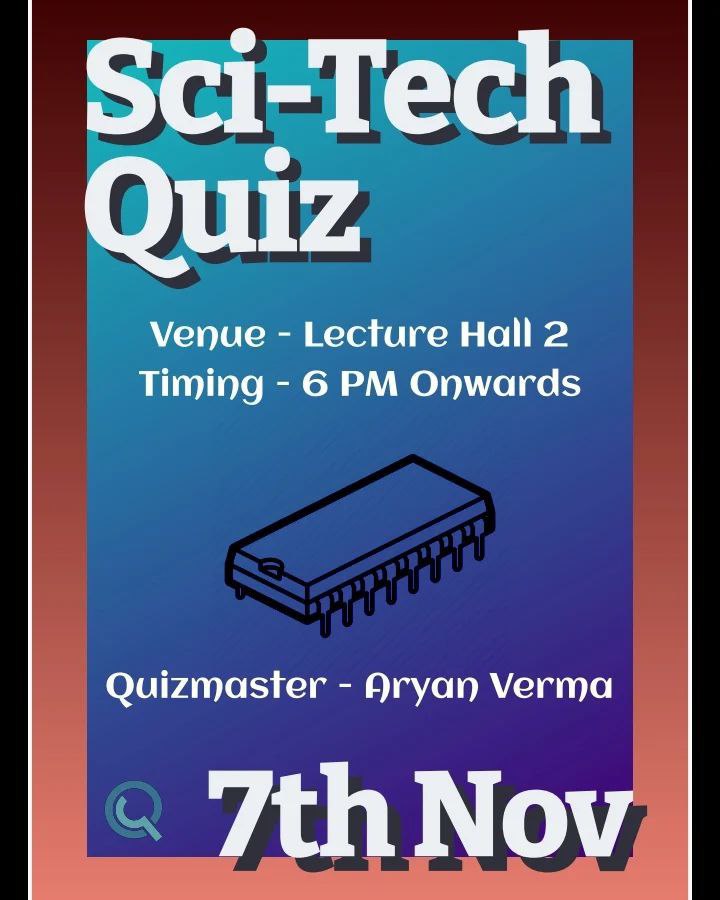 Sci-Tech
Quiz
Venue - Lecture Hall 2
Timing - 6 PM Onwards
Quizmaster - Aryan Verma
7th Nov